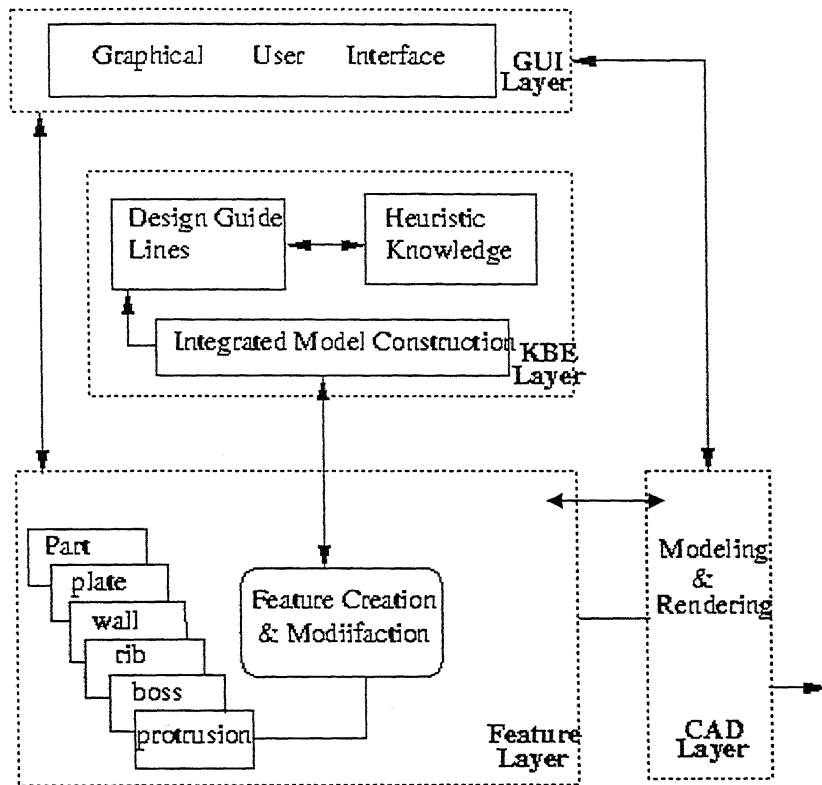 Graphical User Interface
GUI
Layer
Design Guide
Lines
Heuristic
Knowledge
Integrated Model Construction
KBE
Layer
Part
plate
wall
rib
boss
protrusion
Feature Creation
& Modiifaction
Feature
Layer
Modeling
&
Rendering
CAD
Layer